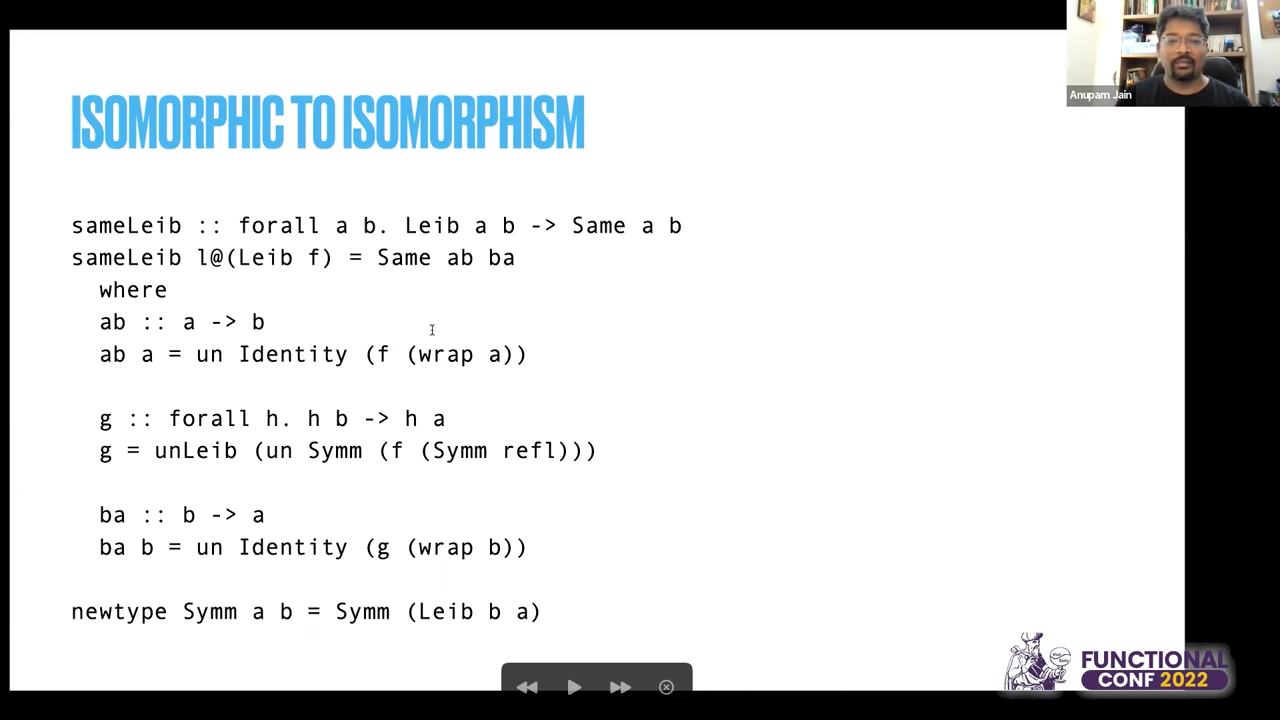 Anupam Jain
ISOMORPHIC TO ISOMORPHISM
sameLeib :: forall a b. Leib a b -> Same a b
sameLeib l@(Leib f) = Same ab ba
where
ab :: a -> b
ab a = un Identity (f (wrap a))
g :: forall h. h b -> h a
g = unLeib (un Symm (f (Symm refl)))
ba :: b -> a
ba b = un Identity (g (wrap b))
newtype Symm a b = Symm (Leib b a)
FUNCTIONAL
CONF 2022